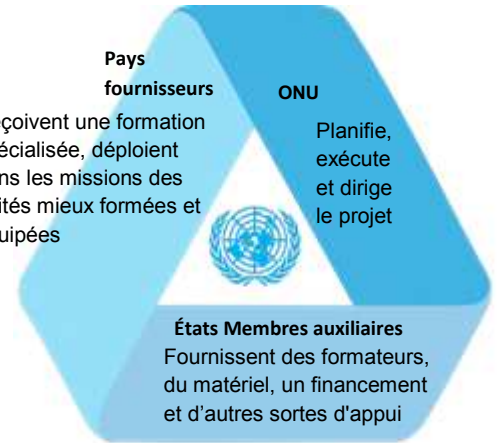 Pays
fournisseurs
eçoivent une formation
écialisée, déploient
ns les missions des
ités mieux formées et
uipées
ONU
Planifie,
exécute
et dirige
le projet
États Membres auxiliaires
Fournissent des formateurs,
du matériel, un financement
et d’autres sortes d'appui